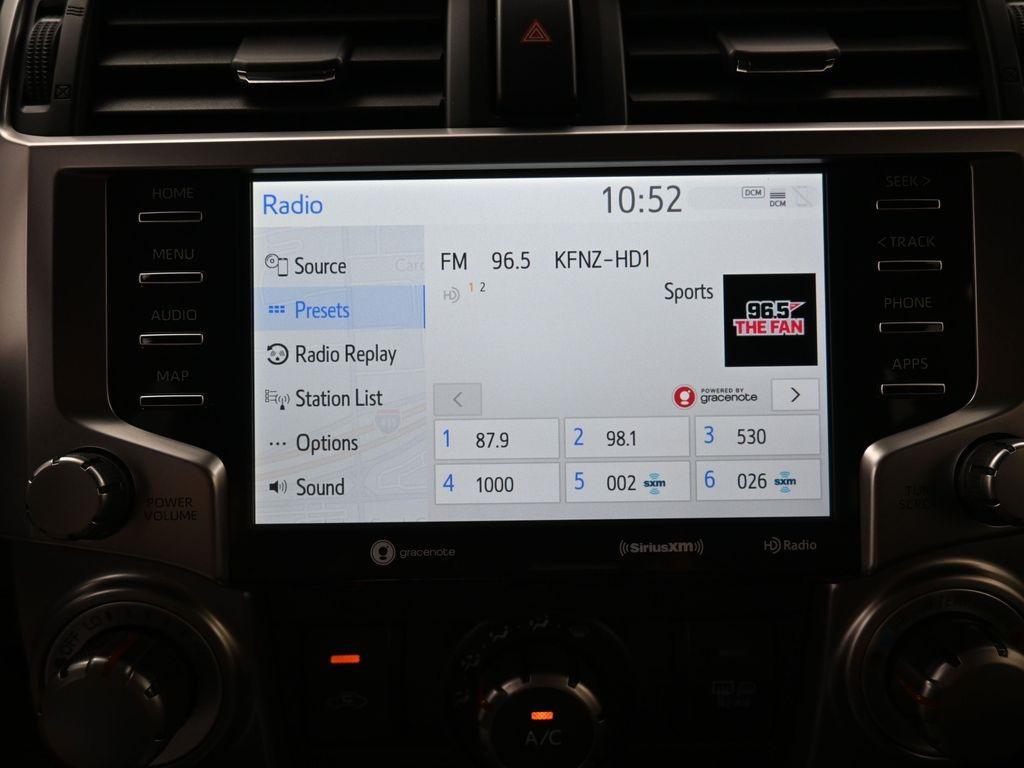 HOME
MENU
AUDIO
MAP
POWER
VOLUME
Radio
10:52
DCM
DCM
Source
Presets
Radio Replay
Station List
Options
Sound
FM 96.5 KFNZ-HD1
HD 1 2
Sports
96.5
THE FAN
<
POWERED BY
gracenote
>
1 87.9
2 98.1
3 530
4 1000
5 002 sxm
6 026 sxm
gracenote
((SiriusXM))
HD Radio
SEEK >
< TRACK
PHONE
APPS
OFF LO
A/C